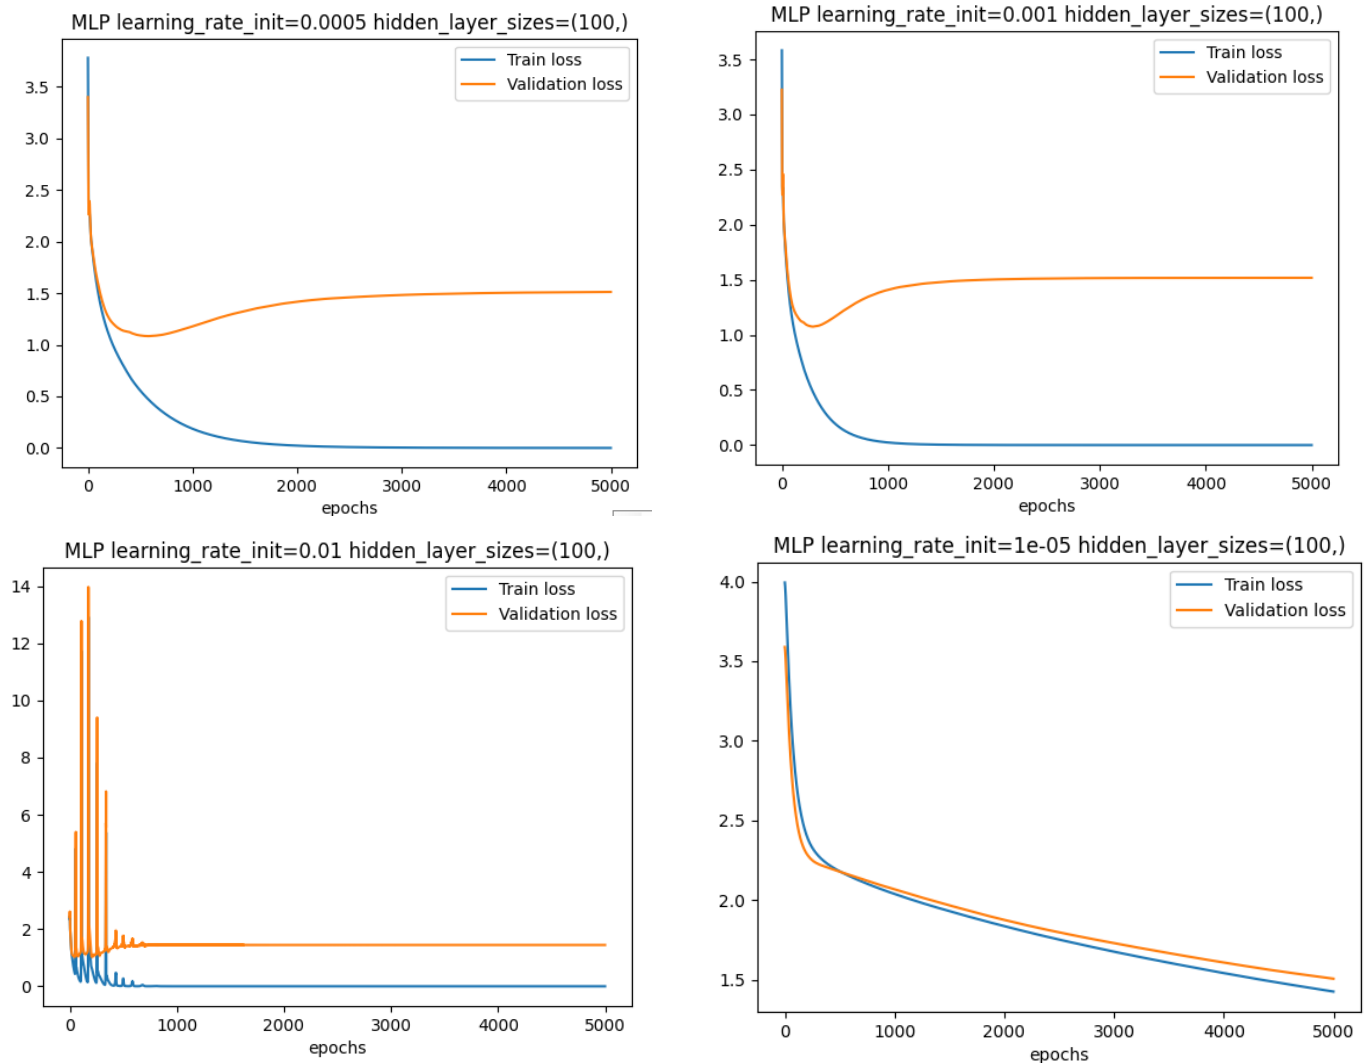 MLP learning_rate_init=0.0005 hidden_layer_sizes=(100,)
Train loss
Validation loss
3.5
3.0
2.5
2.0
1.5
1.0
0.5
0.0
0 1000 2000 3000 4000 5000
epochs
MLP learning_rate_init=0.001 hidden_layer_sizes=(100,)
Train loss
Validation loss
3.5
3.0
2.5
2.0
1.5
1.0
0.5
0.0
0 1000 2000 3000 4000 5000
epochs
MLP learning_rate_init=0.01 hidden_layer_sizes=(100,)
Train loss
Validation loss
14
12
10
8
6
4
2
0
0 1000 2000 3000 4000 5000
epochs
MLP learning_rate_init=1e-05 hidden_layer_sizes=(100,)
Train loss
Validation loss
4.0
3.5
3.0
2.5
2.0
1.5
0 1000 2000 3000 4000 5000
epochs